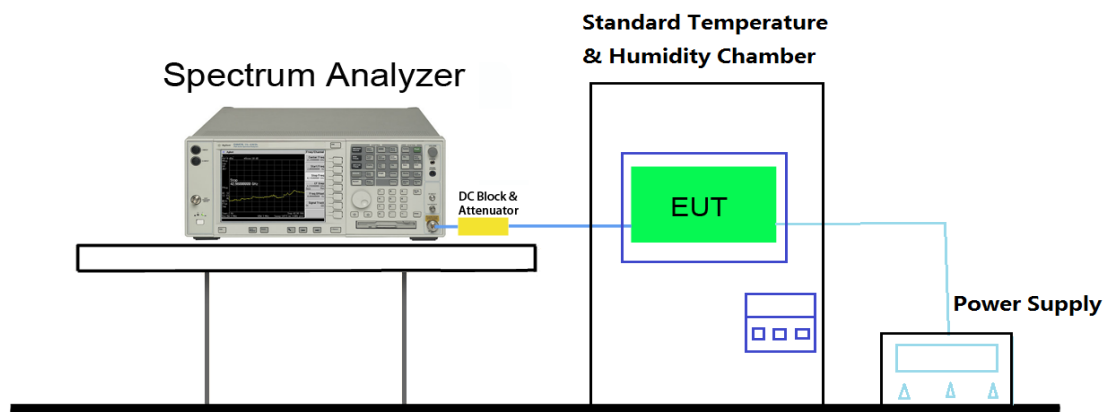 Standard Temperature
& Humidity Chamber
Spectrum Analyzer
DC Block &
Attenuator
EUT
Power Supply